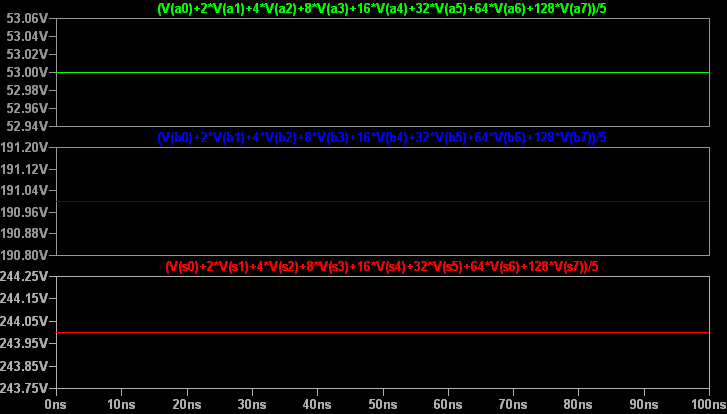 (V(a0)+2*V(a1)+4*V(a2)+8*V(a3)+16*V(a4)+32*V(a5)+64*V(a6)+128*V(a7))/5
53.06V
53.04V
53.02V
53.00V
52.98V
52.96V
52.94V
(V(b0)+2*V(b1)+4*V(b2)+8*V(b3)+16*V(b4)+32*V(b5)+64*V(b6)+128*V(b7))/5
191.20V
191.12V
191.04V
190.96V
190.88V
190.80V
(V(s0)+2*V(s1)+4*V(s2)+8*V(s3)+16*V(s4)+32*V(s5)+64*V(s6)+128*V(s7))/5
244.25V
244.15V
244.05V
243.95V
243.85V
243.75V
0ns 10ns 20ns 30ns 40ns 50ns 60ns 70ns 80ns 90ns 100ns